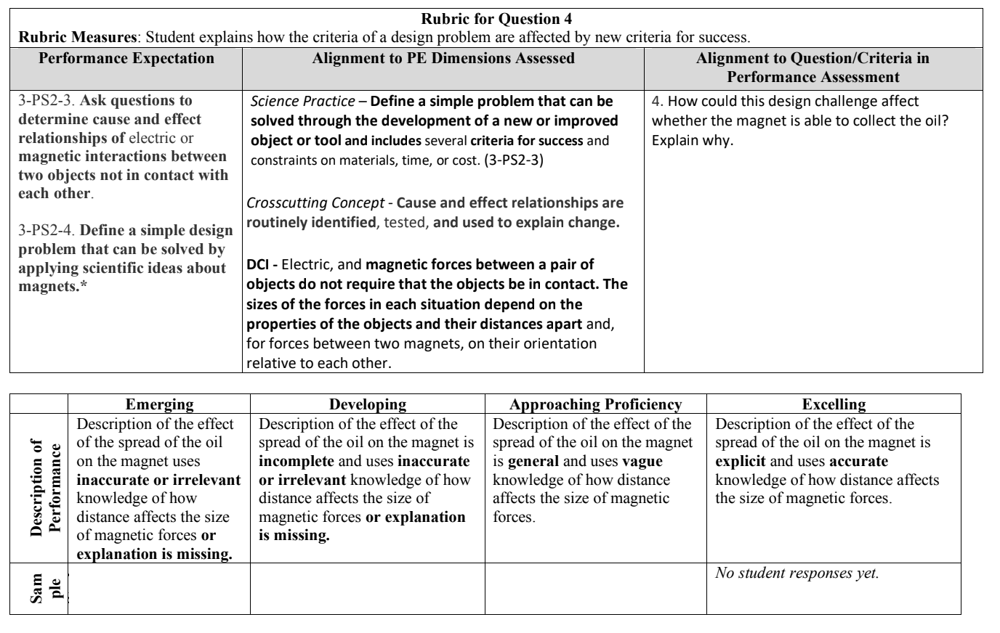 Rubric for Question 4
Rubric Measures: Student explains how the criteria of a design problem are affected by new criteria for success.
Performance Expectation
Alignment to PE Dimensions Assessed
Alignment to Question/Criteria in
Performance Assessment
3-PS2-3. Ask questions to
determine cause and effect
relationships of electric or
magnetic interactions between
two objects not in contact with
each other.
3-PS2-4. Define a simple design
problem that can be solved by
applying scientific ideas about
magnets.*
Science Practice – Define a simple problem that can be
solved through the development of a new or improved
object or tool and includes several criteria for success and
constraints on materials, time, or cost. (3-PS2-3)
Crosscutting Concept - Cause and effect relationships are
routinely identified, tested, and used to explain change.
DCI - Electric, and magnetic forces between a pair of
objects do not require that the objects be in contact. The
sizes of the forces in each situation depend on the
properties of the objects and their distances apart and,
for forces between two magnets, on their orientation
relative to each other.
4. How could this design challenge affect
whether the magnet is able to collect the oil?
Explain why.
Emerging
Developing
Approaching Proficiency
Excelling
Description of
Performance
Description of the effect
of the spread of the oil
on the magnet uses
inaccurate or irrelevant
knowledge of how
distance affects the size
of magnetic forces or
explanation is missing.
Description of the effect of the
spread of the oil on the magnet is
incomplete and uses inaccurate
or irrelevant knowledge of how
distance affects the size of
magnetic forces or explanation
is missing.
Description of the effect of the
spread of the oil on the magnet
is general and uses vague
knowledge of how distance
affects the size of magnetic
forces.
Description of the effect of the
spread of the oil on the magnet is
explicit and uses accurate
knowledge of how distance affects
the size of magnetic forces.
Sam
ple
No student responses yet.